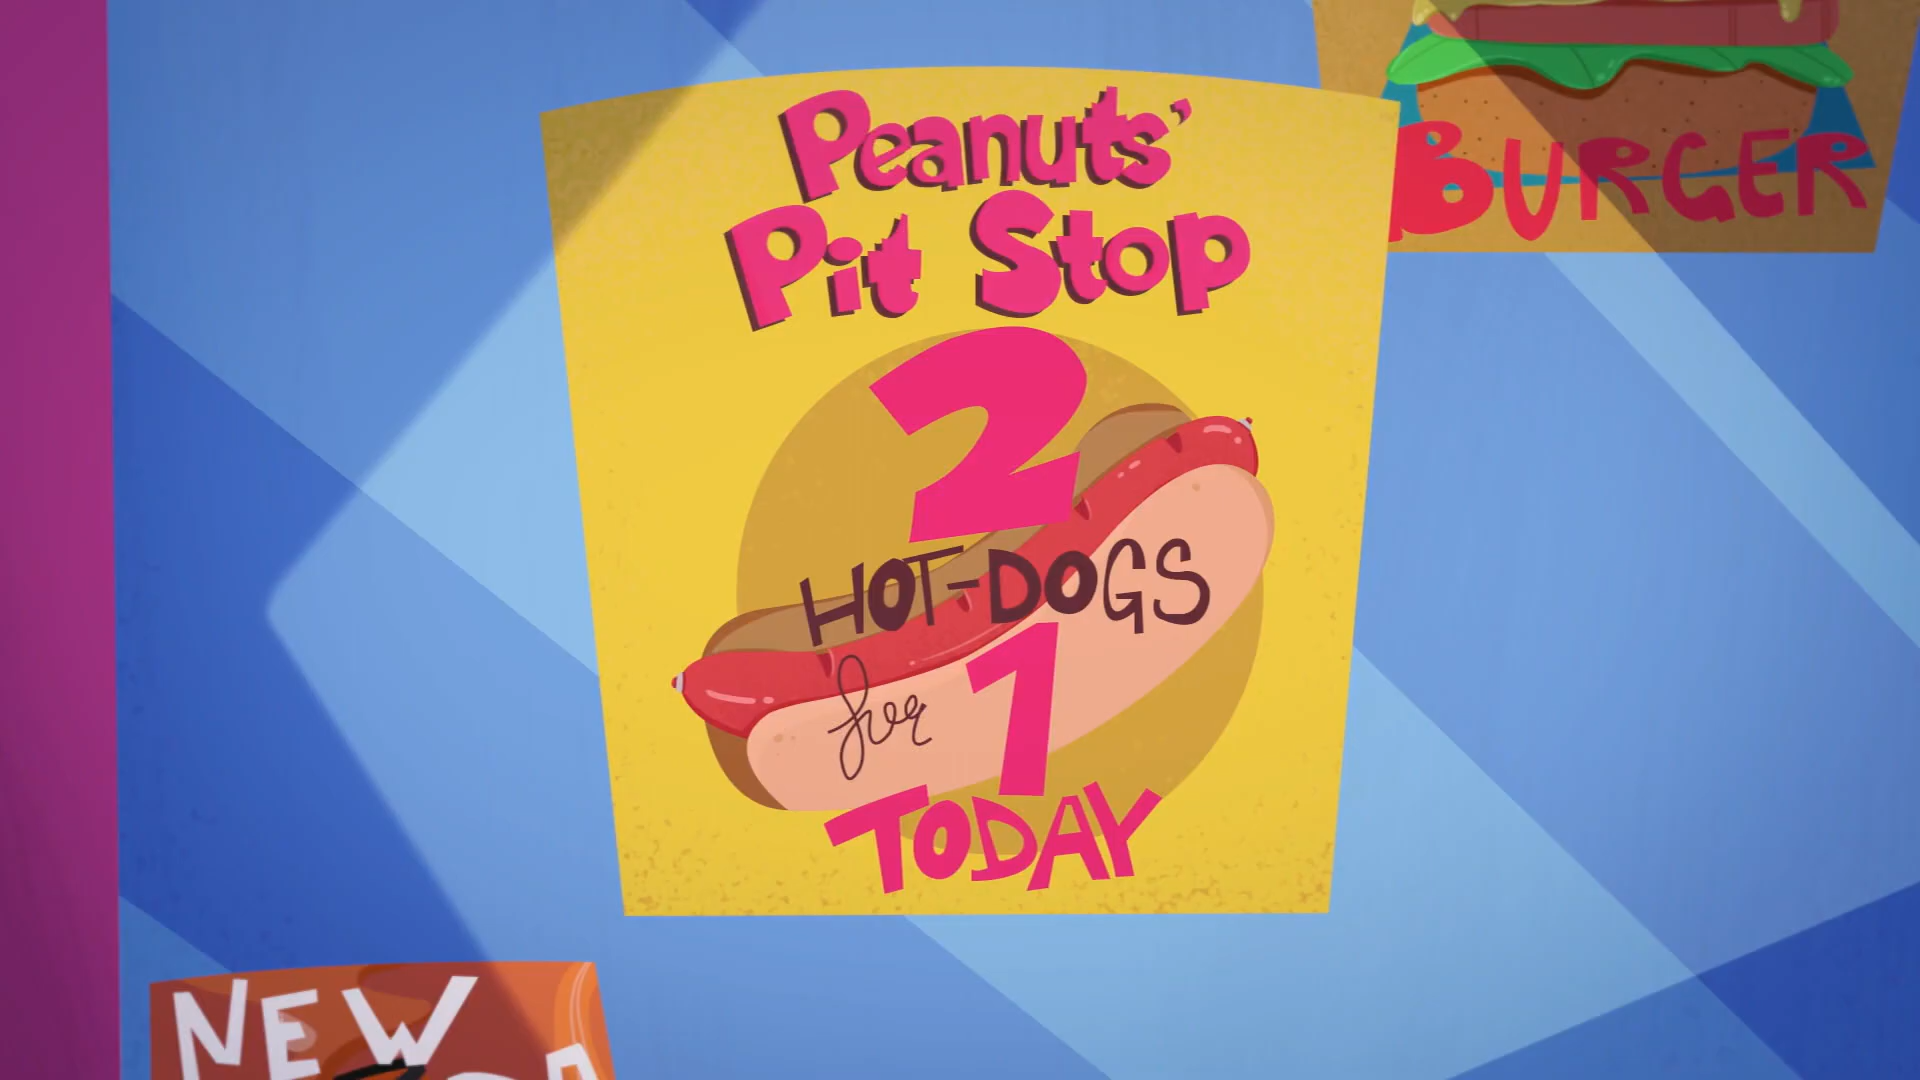 Peanuts'
Pit Stop
2
HOT-DOGS
for 1
TODAY
BURGER
NEW